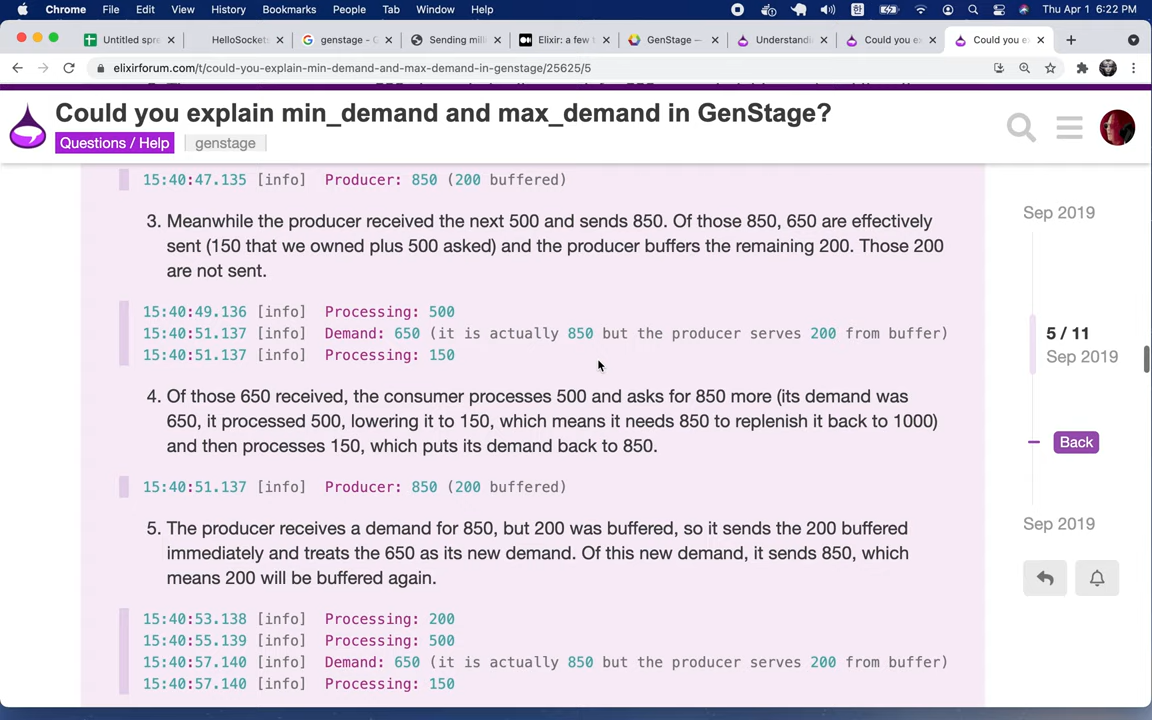 Chrome File Edit View History Bookmarks People Tab Window Help Thu Apr 1 6:22 PM
Untitled spre HelloSocket: genstage - G Sending milli Elixir: a few t GenStage — Understandi Could you ex Could you ex
elixirforum.com/t/could-you-explain-min-demand-and-max-demand-in-genstage/25625/5
Could you explain min_demand and max_demand in GenStage?
Questions / Help genstage
15:40:47.135 [info] Producer: 850 (200 buffered)
3. Meanwhile the producer received the next 500 and sends 850. Of those 850, 650 are effectively
sent (150 that we owned plus 500 asked) and the producer buffers the remaining 200. Those 200
are not sent.
15:40:49.136 [info] Processing: 500
15:40:51.137 [info] Demand: 650 (it is actually 850 but the producer serves 200 from buffer)
15:40:51.137 [info] Processing: 150
4. Of those 650 received, the consumer processes 500 and asks for 850 more (its demand was
650, it processed 500, lowering it to 150, which means it needs 850 to replenish it back to 1000)
and then processes 150, which puts its demand back to 850.
15:40:51.137 [info] Producer: 850 (200 buffered)
5. The producer receives a demand for 850, but 200 was buffered, so it sends the 200 buffered
immediately and treats the 650 as its new demand. Of this new demand, it sends 850, which
means 200 will be buffered again.
15:40:53.138 [info] Processing: 200
15:40:55.139 [info] Processing: 500
15:40:57.140 [info] Demand: 650 (it is actually 850 but the producer serves 200 from buffer)
15:40:57.140 [info] Processing: 150
Sep 2019
5 / 11
Sep 2019
Back
Sep 2019